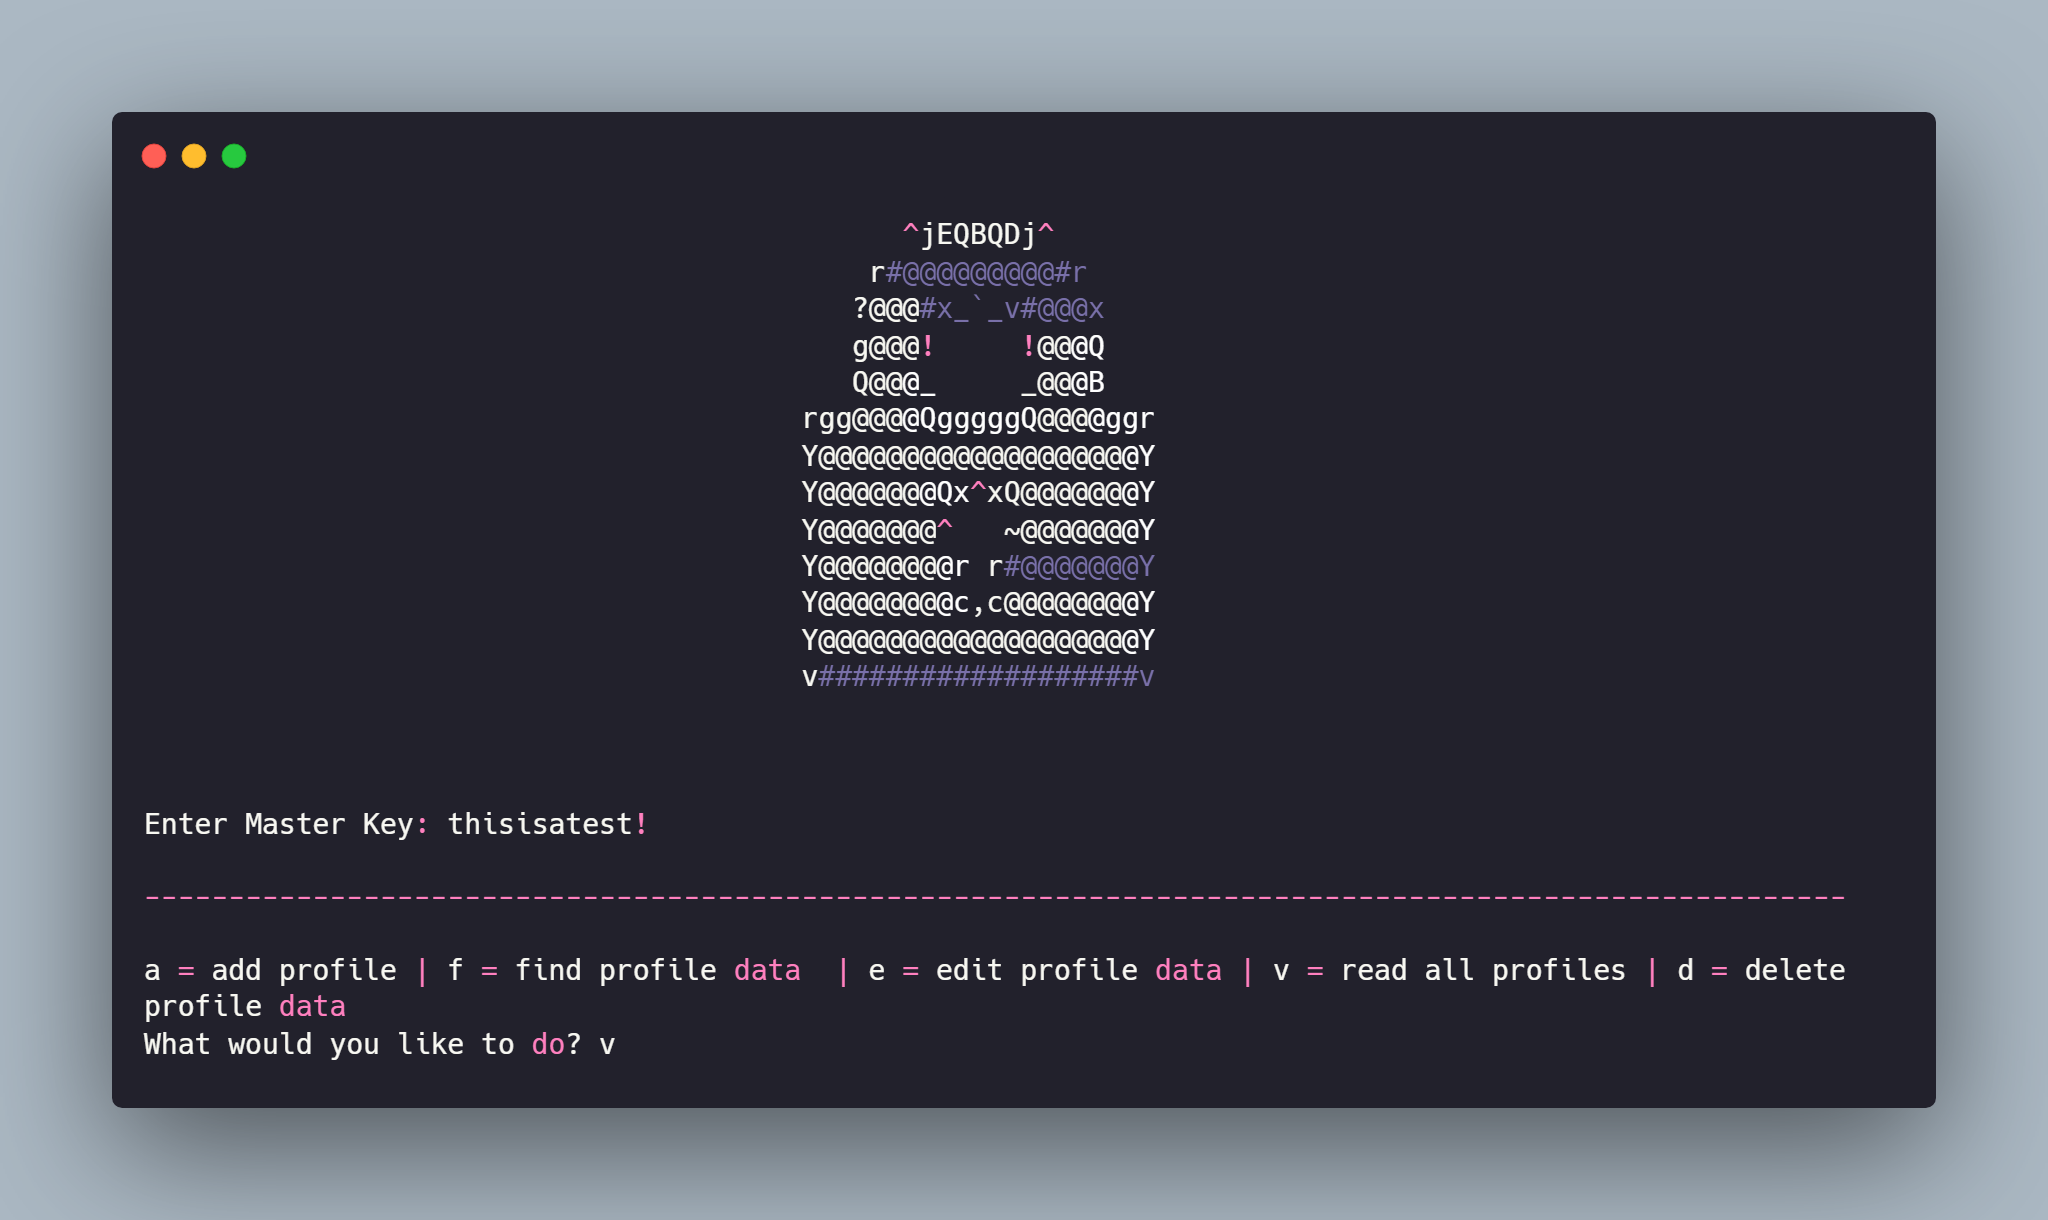 ^jEQBQDj^
r#@@@@@@@@@#r
?@@@#x_`_v#@@@x
g@@@!     !@@@Q
Q@@@_     _@@@B
rgg@@@@QgggggQ@@@@ggr
Y@@@@@@@@@@@@@@@@@@@Y
Y@@@@@@@Qx^xQ@@@@@@@Y
Y@@@@@@@^   ~@@@@@@@Y
Y@@@@@@@@r r#@@@@@@@Y
Y@@@@@@@@c,c@@@@@@@@Y
Y@@@@@@@@@@@@@@@@@@@Y
v###################v
Enter Master Key: thisisatest!
-----------------------------------------------------------------------------------------------------
a = add profile | f = find profile data  | e = edit profile data | v = read all profiles | d = delete
profile data
What would you like to do? v